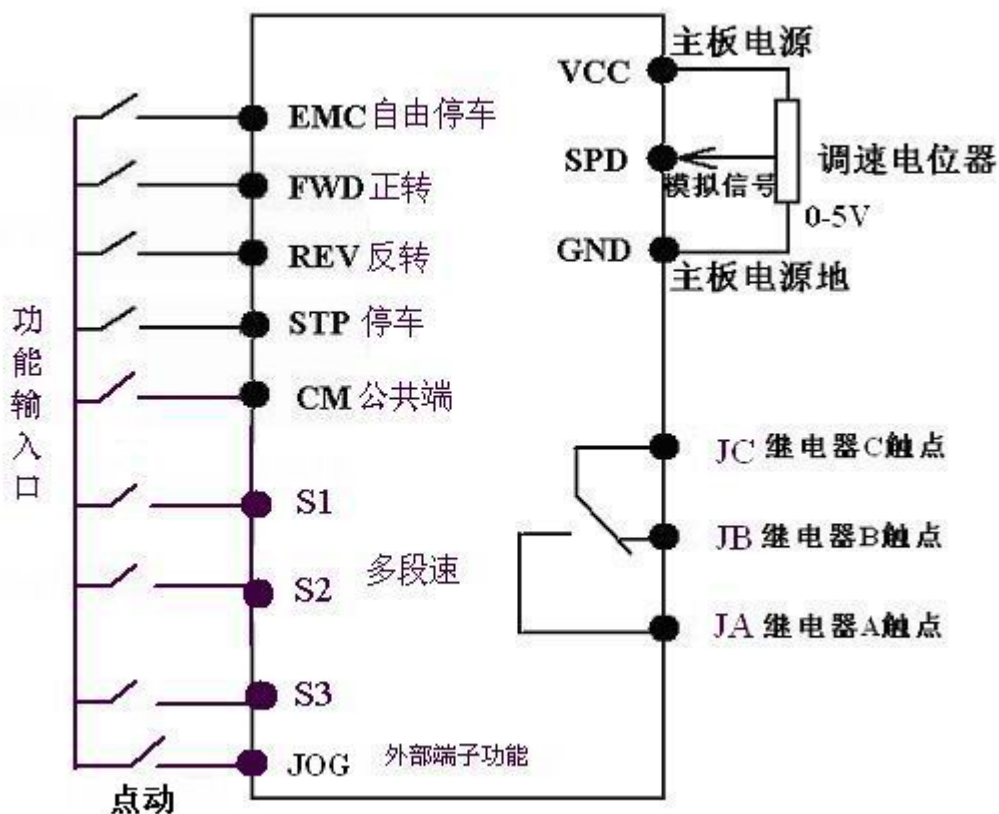 功能输入口
EMC 自由停车
FWD 正转
REV 反转
STP 停车
CM 公共端
S1
S2
多段速
S3
JOG 外部端子功能
点动
主板电源
VCC
SPD
模拟信号
调速电位器
0-5V
GND
主板电源地
JC 继电器C触点
JB 继电器B触点
JA 继电器A触点